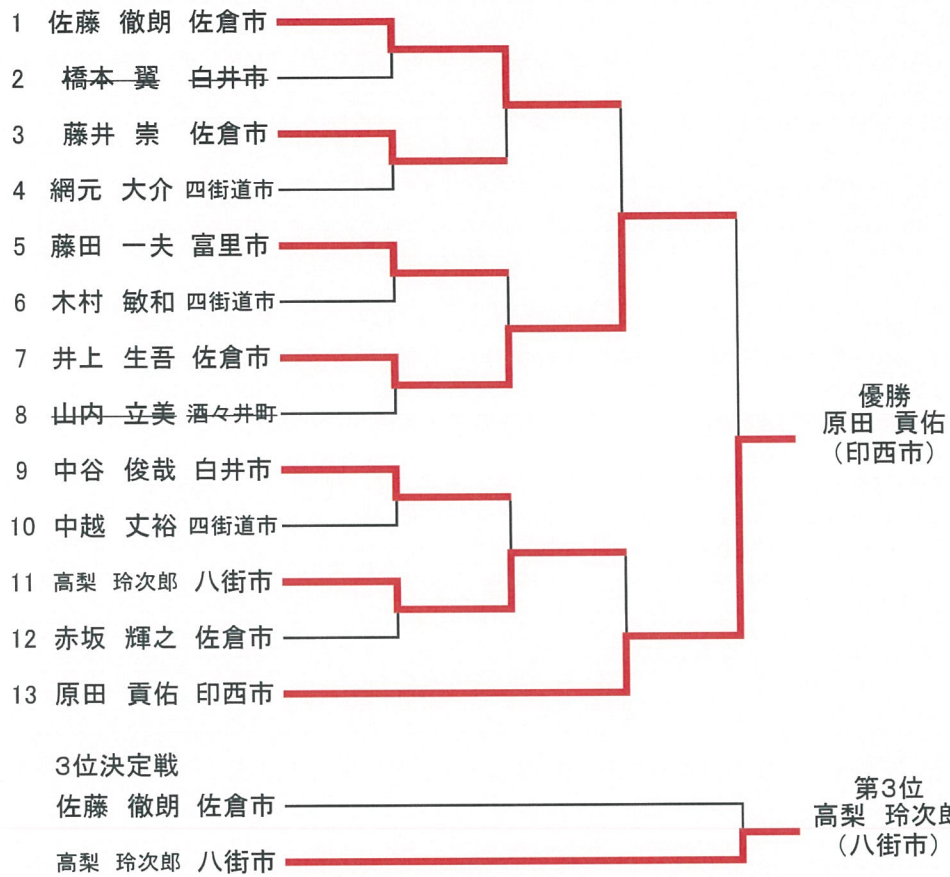 1 佐藤 徹朗 佐倉市
2 橋本 翼 白井市
3 藤井 崇 佐倉市
4 網元 大介 四街道市
5 藤田 一夫 富里市
6 木村 敏和 四街道市
7 井上 生吾 佐倉市
8 山内 立美 酒々井町
9 中谷 俊哉 白井市
10 中越 丈裕 四街道市
11 高梨 玲次郎 八街市
12 赤坂 輝之 佐倉市
13 原田 貢佑 印西市
優勝
原田 貢佑
(印西市)
3位決定戦
佐藤 徹朗 佐倉市
高梨 玲次郎 八街市
第3位
高梨 玲次郎
(八街市)